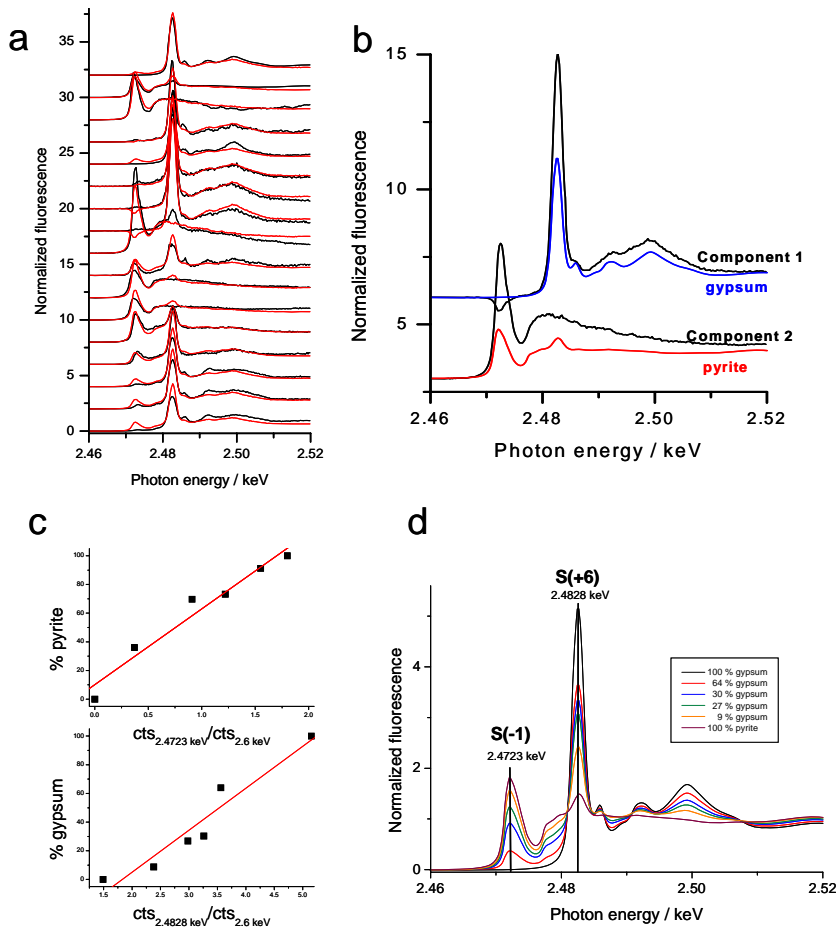 a
Normalized fluorescence
35
30
25
20
15
10
5
0
2.46
2.48
2.50
2.52
Photon energy / keV
b
Normalized fluorescence
15
10
5
Component 1
gypsum
Component 2
pyrite
2.46
2.48
2.50
2.52
Photon energy / keV
c
% pyrite
100
80
60
40
20
0
0.0
0.5
1.0
1.5
2.0
cts2.4723 keV/cts2.6 keV
% gypsum
100
80
60
40
20
0
1.5
2.0
2.5
3.0
3.5
4.0
4.5
5.0
cts2.4828 keV/cts2.6 keV
d
Normalized fluorescence
4
2
0
S(+6)
2.4828 keV
S(-1)
2.4723 keV
100 % gypsum
64 % gypsum
30 % gypsum
27 % gypsum
9 % gypsum
100 % pyrite
2.46
2.48
2.50
2.52
Photon energy / keV